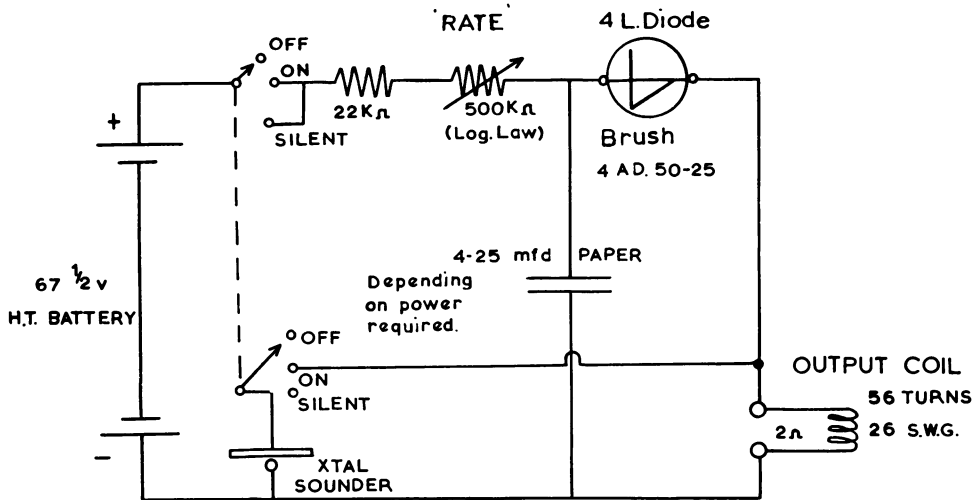 'RATE'
4 L. Diode
OFF
ON
SILENT
22KΩ
500KΩ
(Log. Law)
Brush
4 AD. 50-25
+
67 ½ v
H.T. BATTERY
-
4-25 mfd PAPER
Depending
on power
required.
OFF
ON
SILENT
XTAL
SOUNDER
OUTPUT COIL
56 TURNS
2Ω
26 S.W.G.